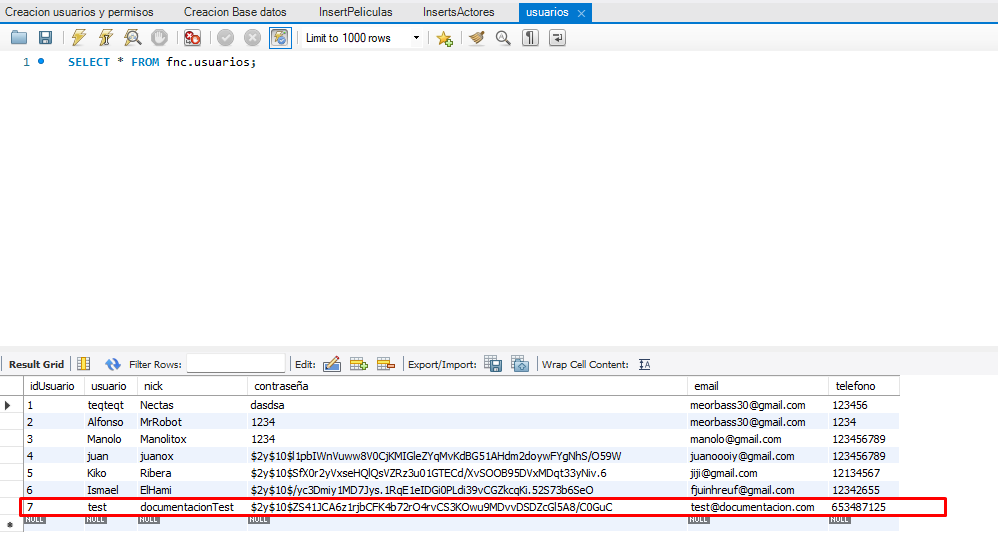 Creacion usuarios y permisos Creacion Base datos InsertPeliculas InsertsActores usuarios
Limit to 1000 rows
1 SELECT * FROM fnc.usuarios;
Result Grid Filter Rows: Edit: Export/Import: Wrap Cell Content:
idUsuario usuario nick contraseña email telefono
1 teqteqt Nectas dasdsa meorbass30@gmail.com 123456
2 Alfonso MrRobot 1234 meorbass30@gmail.com 1234
3 Manolo Manolitox 1234 manolo@gmail.com 123456789
4 juan juanox $2y$10$l1pbIWnVuww8V0CjKMIGleZYqMvKdBG51AHdm2doywFYgNhS/O59W juanoooiy@gmail.com 123456789
5 Kiko Ribera $2y$10$SfX0r2yVxseHQlQsVZRz3u01GTECd/XvSOOB95DVxMDqt33yNiv.6 jiji@gmail.com 12134567
6 Ismael ElHami $2y$10$/yc3Dmiy1MD7Jys.1RqE1eIDGi0PLdi39vCGZkcqKi.52S73b6SeO fjuinhreuf@gmail.com 12342655
7 test documentacionTest $2y$10$ZS41JCA6z1rjbCFK4b72rO4rvCS3KOwu9MDvvDSDZcGl5A8/C0GuC test@documentacion.com 653487125
NULL NULL NULL NULL NULL NULL